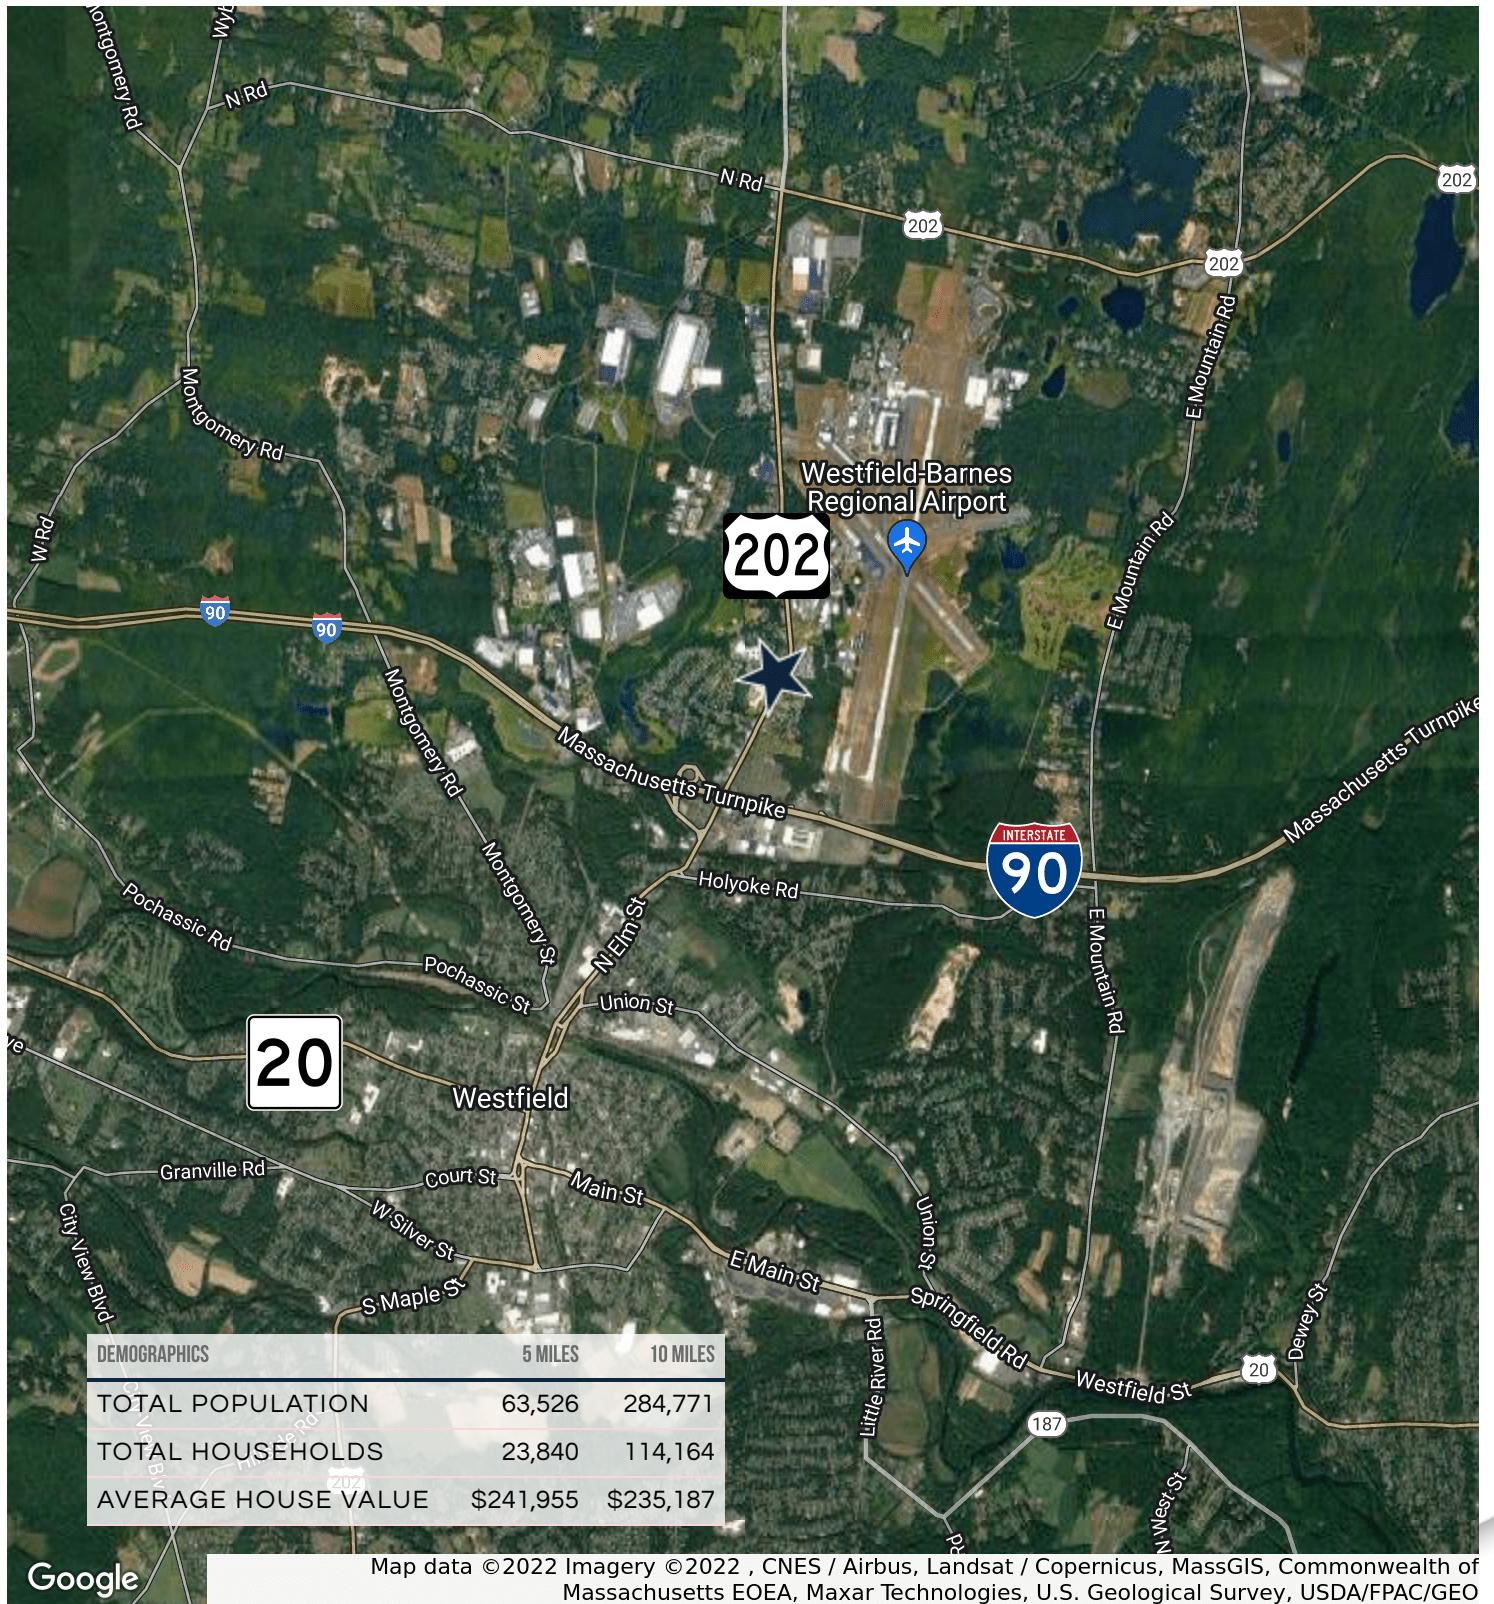 Montgomery Rd
N Rd
N Rd
202
202
202
E Mountain Rd
Montgomery Rd
Westfield-Barnes
Regional Airport
W Rd
202
E Mountain Rd
90
90
Montgomery Rd
Massachusetts Turnpike
Massachusetts Turnpike
INTERSTATE
90
Montgomery St
Holyoke Rd
Pochassic Rd
N Elm St
E Mountain Rd
Pochassic St
Union St
20
Westfield
Granville Rd
Court St
Main St
City View Blvd
W Silver St
Union St
E Main St
S Maple St
Springfield Rd
Dewey St
Little River Rd
Westfield St
20
187
N West St
Rd
DEMOGRAPHICS 5 MILES 10 MILES
TOTAL POPULATION 63,526 284,771
TOTAL HOUSEHOLDS 23,840 114,164
202
AVERAGE HOUSE VALUE $241,955 $235,187
Google
Map data ©2022 Imagery ©2022 , CNES / Airbus, Landsat / Copernicus, MassGIS, Commonwealth of
Massachusetts EOEA, Maxar Technologies, U.S. Geological Survey, USDA/FPAC/GEO